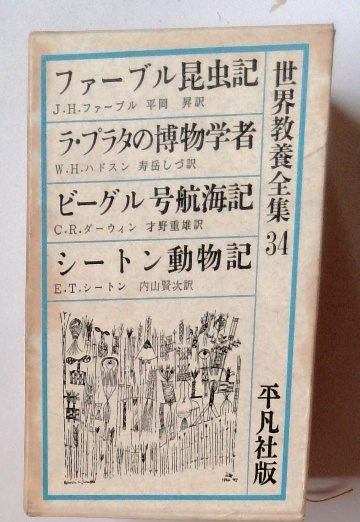 世界教養全集 34
ファーブル昆虫記
J.H.ファーブル 平岡 昇訳
ラ・プラタの博物学者
W.H.ハドスン 寿岳しづ訳
ビーグル号航海記
C.R.ダーウィン 才野重雄訳
シートン動物記
E.T.シートン 内山賢次訳
平凡社版